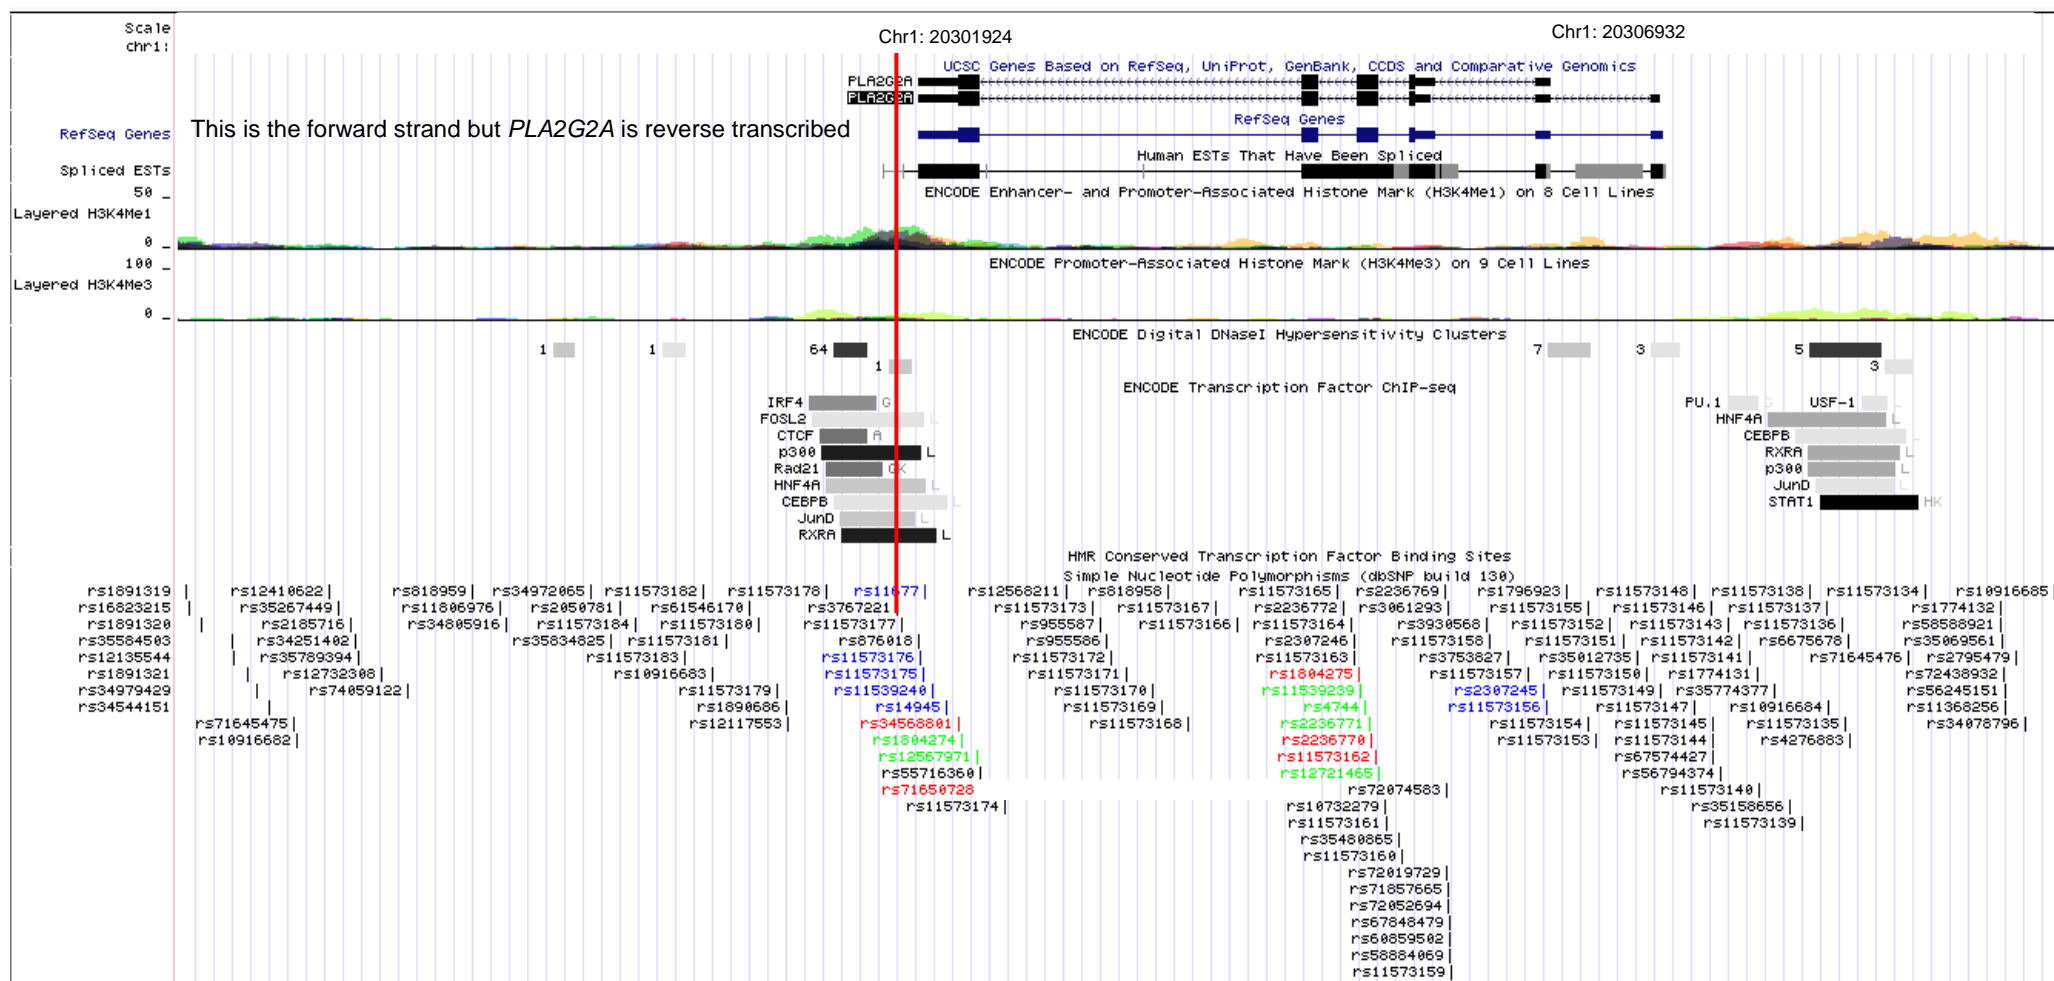 Scale
chr1:
Chr1: 20301924
Chr1: 20306932
UCSC Genes Based on RefSeq, UniProt, GenBank, CCDS and Comparative Genomics
PLA2G2A
PLA2G2A
This is the forward strand but PLA2G2A is reverse transcribed
RefSeq Genes
RefSeq Genes
Human ESTs That Have Been Spliced
Spliced ESTs
ENCODE Enhancer- and Promoter-Associated Histone Mark (H3K4Me1) on 8 Cell Lines
50 _
Layered H3K4Me1
0 _
ENCODE Promoter-Associated Histone Mark (H3K4Me3) on 9 Cell Lines
100 _
Layered H3K4Me3
0 _
ENCODE Digital DNaseI Hypersensitivity Clusters
1 1 64 7 3 5
1 3
ENCODE Transcription Factor ChIP-seq
IRF4 G PU.1 G USF-1 L
FOSL2 L HNF4A L
CTCF A CEBPB L
p300 L RXRA L
Rad21 GK p300 L
HNF4A L JunD L
CEBPB L STAT1 HK
JunD L
RXRA L
HMR Conserved Transcription Factor Binding Sites
Simple Nucleotide Polymorphisms (dbSNP build 130)
rs1891319 rs12410622 rs818959 rs34972065 rs11573182 rs11573178 rs11677 rs12568211 rs818958 rs11573165 rs2236769 rs1796923 rs11573148 rs11573138 rs11573134 rs10916685
rs16823215 rs35267449 rs11806976 rs2050781 rs61546170 rs3767221 rs11573173 rs11573167 rs2236772 rs3061293 rs11573155 rs11573146 rs11573137 rs1774132
rs1891320 rs2185716 rs34805916 rs11573184 rs11573180 rs11573177 rs955587 rs11573166 rs11573164 rs3930568 rs11573152 rs11573143 rs11573136 rs58588921
rs35584503 rs34251402 rs35834825 rs11573181 rs876018 rs955586 rs2307246 rs11573158 rs11573151 rs11573142 rs6675678 rs35069561
rs12135544 rs35789394 rs11573183 rs11573176 rs11573172 rs11573163 rs3753827 rs35012735 rs11573141 rs71645476 rs2795479
rs1891321 rs12732308 rs10916683 rs11573175 rs11573171 rs1804275 rs11573157 rs11573150 rs1774131 rs72438932
rs34979429 rs74059122 rs11573179 rs11539240 rs11573170 rs11539239 rs2307245 rs11573149 rs35774377 rs56245151
rs34544151 rs1890686 rs14945 rs11573169 rs4744 rs11573156 rs11573147 rs10916684 rs11368256
rs71645475 rs12117553 rs34568801 rs11573168 rs2236771 rs11573154 rs11573145 rs11573135 rs34078796
rs10916682 rs1804274 rs2236770 rs11573153 rs11573144 rs4276883
rs12567971 rs11573162 rs67574427
rs55716360 rs12721465 rs56794374
rs71650728 rs72074583 rs11573140
rs11573174 rs10732279 rs35158656
rs11573161 rs11573139
rs35480865
rs11573160
rs72019729
rs71857665
rs72052694
rs67848479
rs60859502
rs58884069
rs11573159